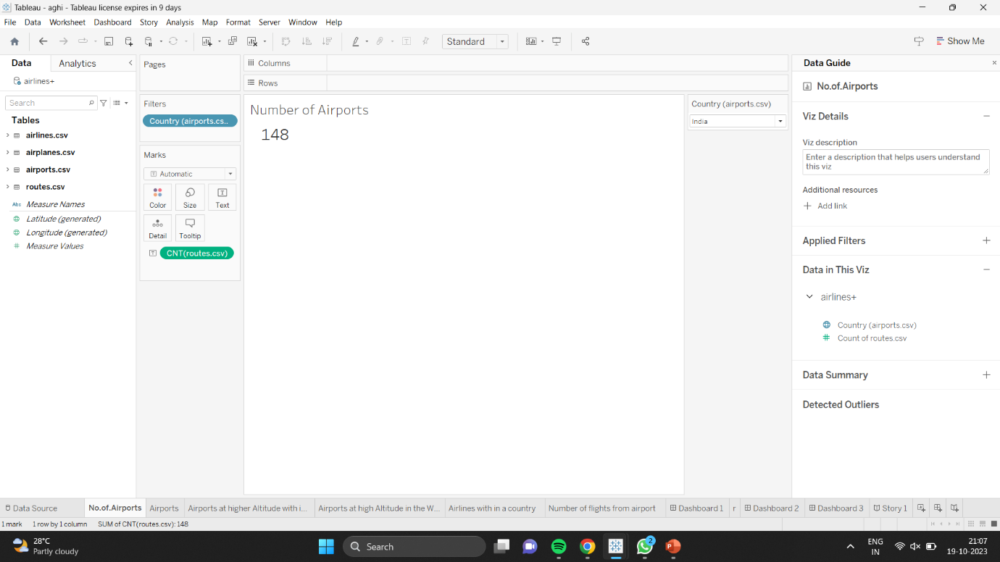 Tableau - aghi - Tableau license expires in 9 days
File Data Worksheet Dashboard Story Analysis Map Format Server Window Help
Standard
Show Me
Data Analytics
airlines+
Search
Tables
airlines.csv
airplanes.csv
airports.csv
routes.csv
Abc Measure Names
Latitude (generated)
Longitude (generated)
# Measure Values
Pages
Filters
Country (airports.cs..
Marks
Automatic
Color Size Text
Detail Tooltip
CNT(routes.csv)
Columns
Rows
Number of Airports
148
Country (airports.csv)
India
Data Guide
No.of.Airports
Viz Details
Viz description
Enter a description that helps users understand
this viz
Additional resources
Add link
Applied Filters
Data in This Viz
airlines+
Country (airports.csv)
# Count of routes.csv
Data Summary
Detected Outliers
Data Source No.of.Airports Airports Airports at higher Altitude with i... Airports at high Altitude in the W... Airlines with in a country Number of flights from airport Dashboard 1 r Dashboard 2 Dashboard 3 Story 1
1 mark 1 row by 1 column SUM of CNT(routes.csv): 148
28°C
Partly cloudy
Search
2
P
ENG
IN
21:07
19-10-2023